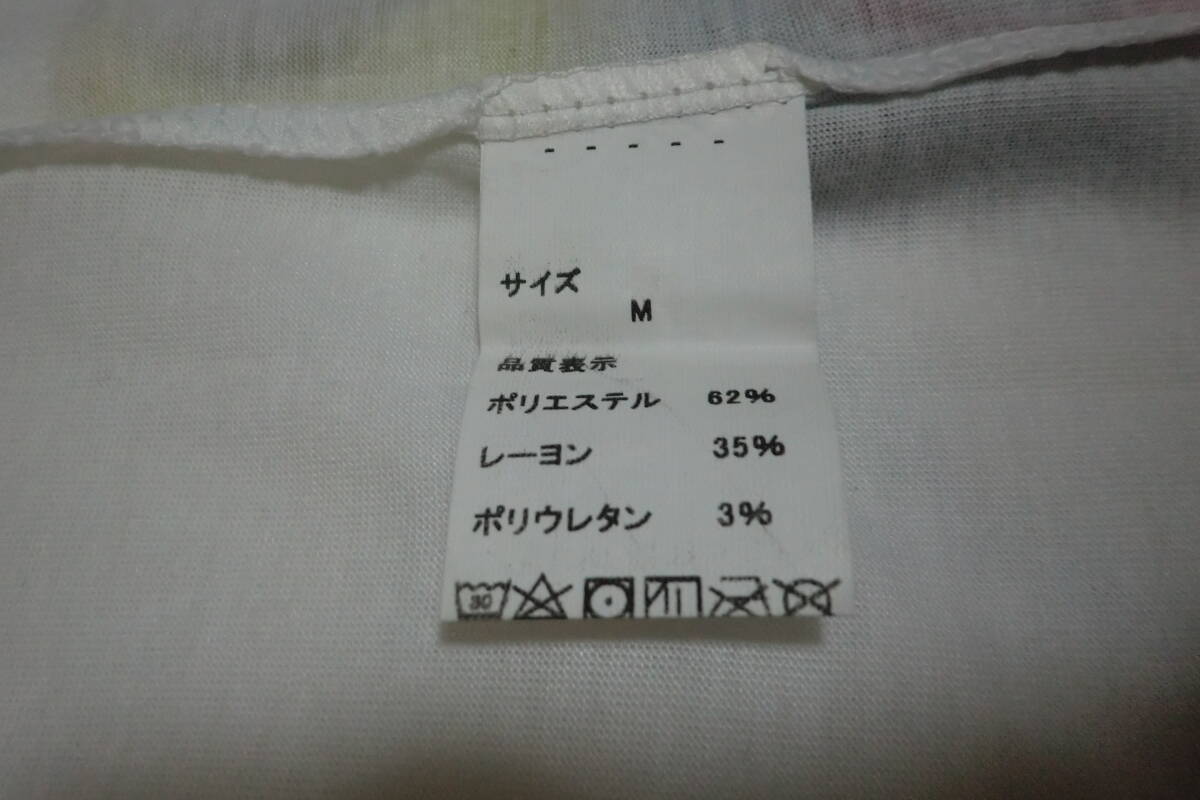 サイズ
M
品質表示
ポリエステル 62%
レーヨン 35%
ポリウレタン 3%
30